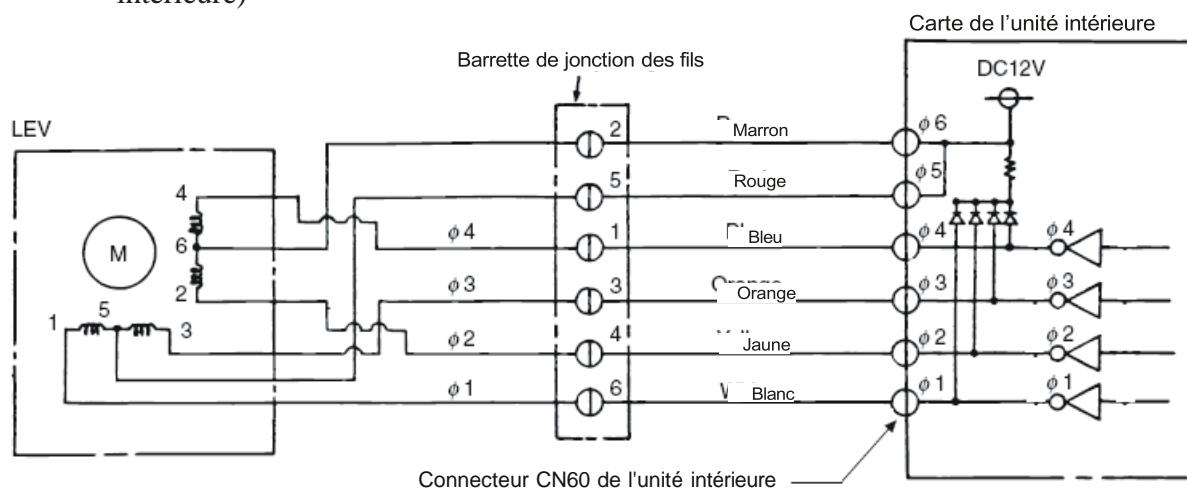 intérieure)
Carte de l'unité intérieure
Barrette de jonction des fils
DC12V
LEV
2 Marron ϕ6
5 Rouge ϕ5
4
6
M
2
ϕ4 1 Bleu ϕ4 ϕ4
ϕ3 3 Orange ϕ3 ϕ3
1 5 3
ϕ2 4 Jaune ϕ2 ϕ2
ϕ1 6 Blanc ϕ1 ϕ1
Connecteur CN60 de l'unité intérieure